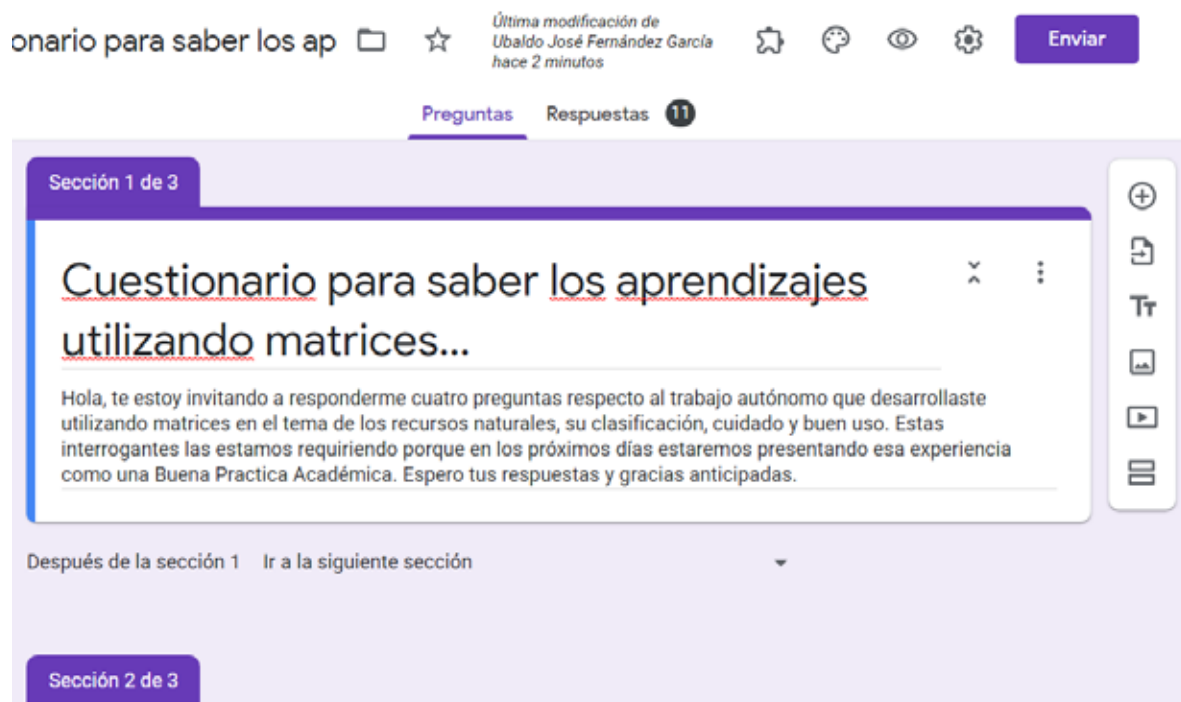 onario para saber los ap
Última modificación de
Ubaldo José Fernández García
hace 2 minutos
Enviar
Preguntas
Respuestas 11
Sección 1 de 3
Cuestionario para saber los aprendizajes
utilizando matrices...
Hola, te estoy invitando a responderme cuatro preguntas respecto al trabajo autónomo que desarrollaste
utilizando matrices en el tema de los recursos naturales, su clasificación, cuidado y buen uso. Estas
interrogantes las estamos requiriendo porque en los próximos días estaremos presentando esa experiencia
como una Buena Practica Académica. Espero tus respuestas y gracias anticipadas.
Tт
Después de la sección 1 Ir a la siguiente sección
Sección 2 de 3